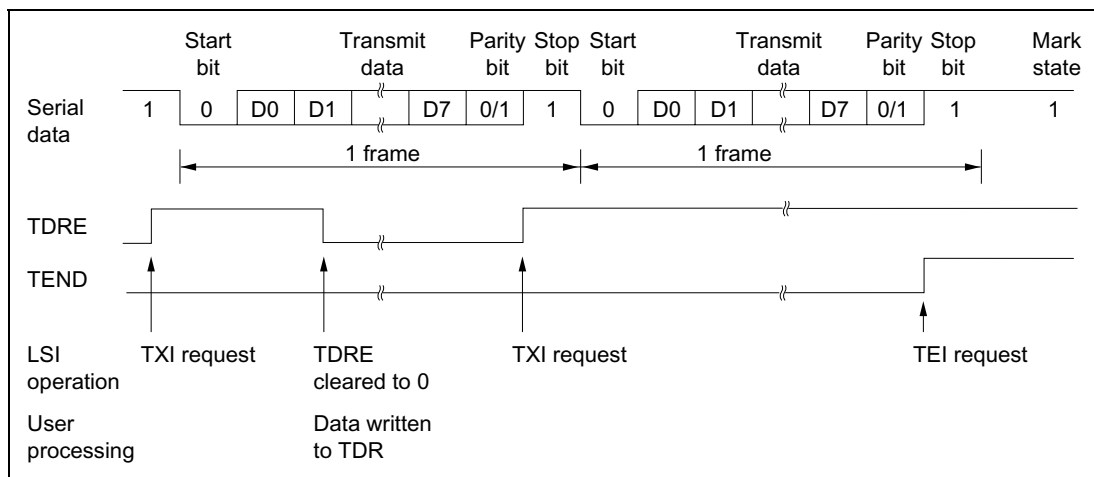 Start bit Transmit data Parity bit Stop bit Start bit Transmit data Parity bit Stop bit Mark state
Serial data 1 0 D0 D1 D7 0/1 1 0 D0 D1 D7 0/1 1 1
1 frame 1 frame
TDRE
TEND
LSI operation TXI request TDRE cleared to 0 TXI request TEI request
User processing Data written to TDR